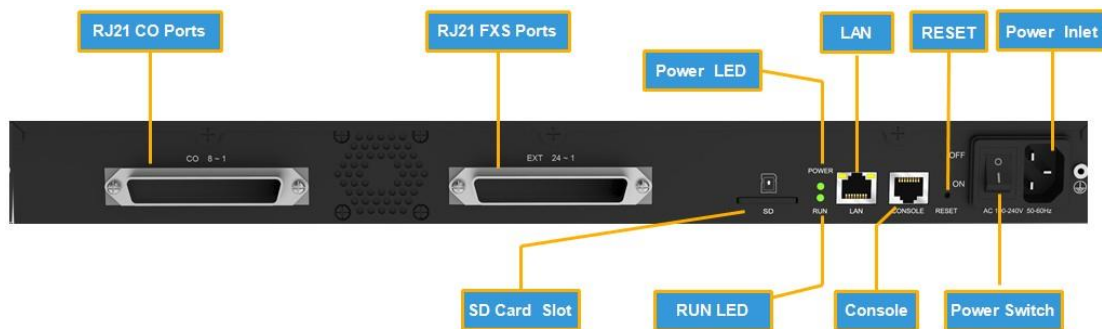 RJ21 CO Ports
RJ21 FXS Ports
LAN
RESET
Power Inlet
Power LED
CO 8~1
EXT 24~1
OFF
POWER
ON
SD
RUN
LAN
CONSOLE
RESET
AC 100-240V 50-60Hz
SD Card Slot
RUN LED
Console
Power Switch